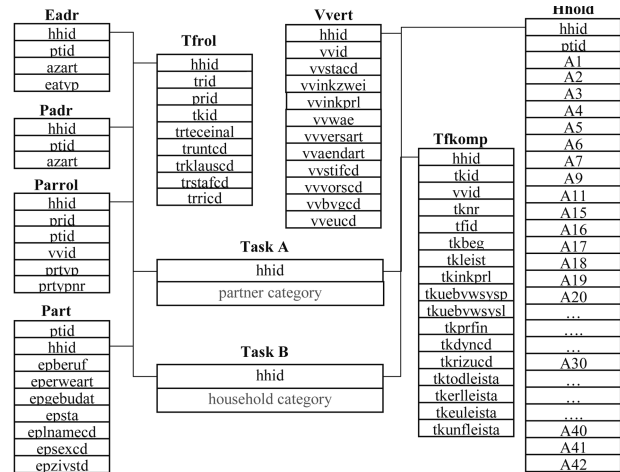 Eadr
hhid
ptid
azart
eatyp
Padr
hhid
ptid
azart
Parrol
hhid
prid
ptid
vvid
prtyp
prtypnr
Part
ptid
hhid
epberuf
eperweart
epgebudat
epsta
eplnamecd
epsexcd
epzivstd
Tfrol
hhid
trid
prid
tkid
trteceinal
truntcd
trklauscd
trstafcd
trricd
Task A
hhid
partner category
Task B
hhid
household category
Vvert
hhid
vvid
vvstacd
vvinkzwei
vvinkprl
vvwae
vvversart
vvaendart
vvstifcd
vvvorscd
vvbvgcd
vveucd
Tfkomp
hhid
tkid
vvid
tknr
tfid
tkbeg
tkleist
tkinkprl
tkuebvwsysp
tkuebvwsysl
tkprfin
tkdyncd
tkrizucd
tktodleista
tkerlleista
tkeuleista
tkunfleista
Hhold
hhid
ptid
A1
A2
A3
A4
A5
A6
A7
A9
A11
A15
A16
A17
A18
A19
A20
…
….
…
A30
…
…
….
A40
A41
A42